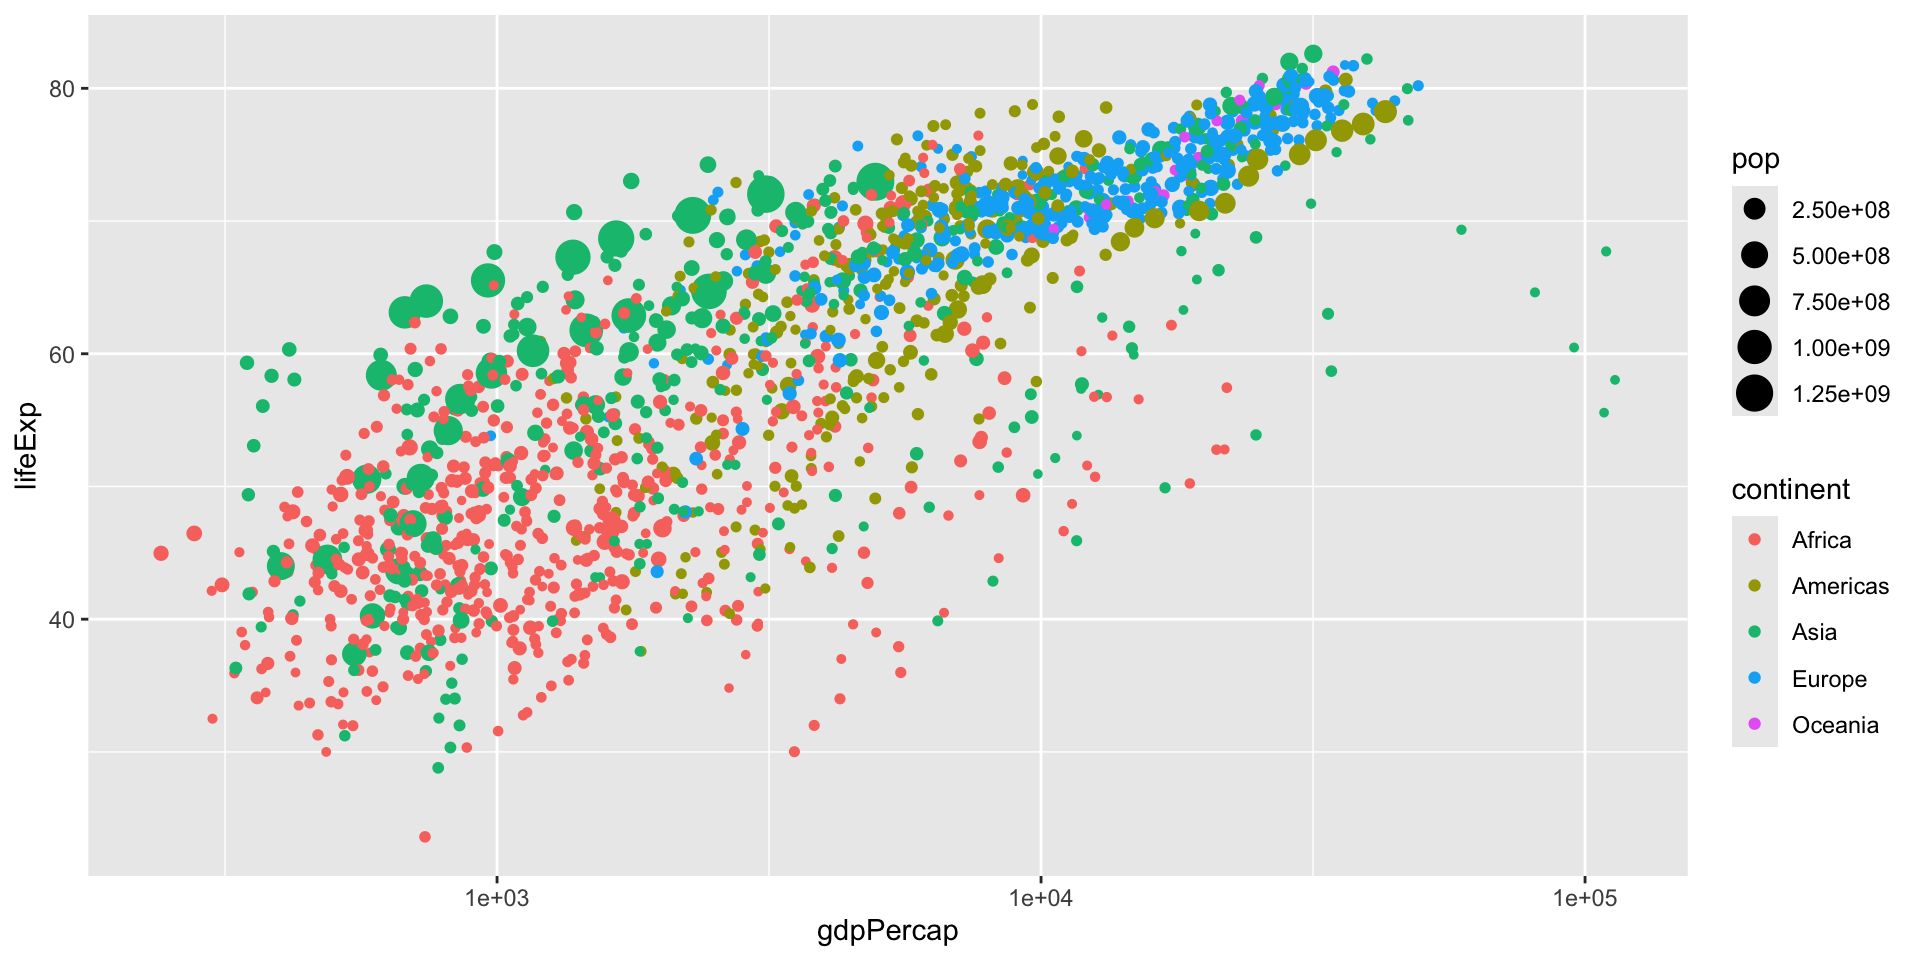 80
60
40
lifeExp
1e+03
1e+04
1e+05
gdpPercap
pop
2.50e+08
5.00e+08
7.50e+08
1.00e+09
1.25e+09
continent
Africa
Americas
Asia
Europe
Oceania